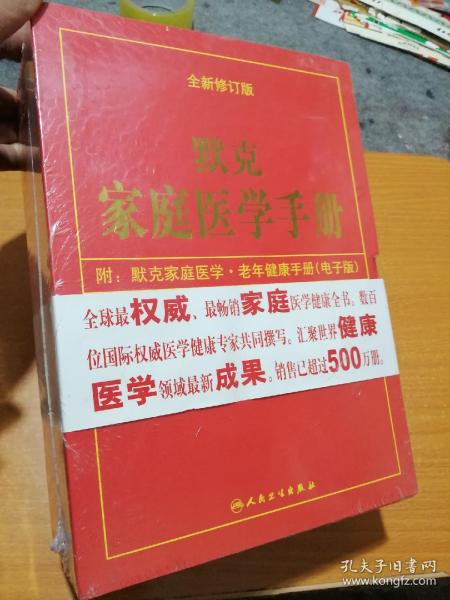 全新修订版
默克
家庭医学手册
附：默克家庭医学·老年健康手册(电子版)
全球最权威、最畅销家庭医学健康全书。数百
位国际权威医学健康专家共同撰写。汇聚世界健康
医学领域最新成果。销售已超过500万册。
人民卫生出版社
孔夫子旧书网
www.kongfz.com